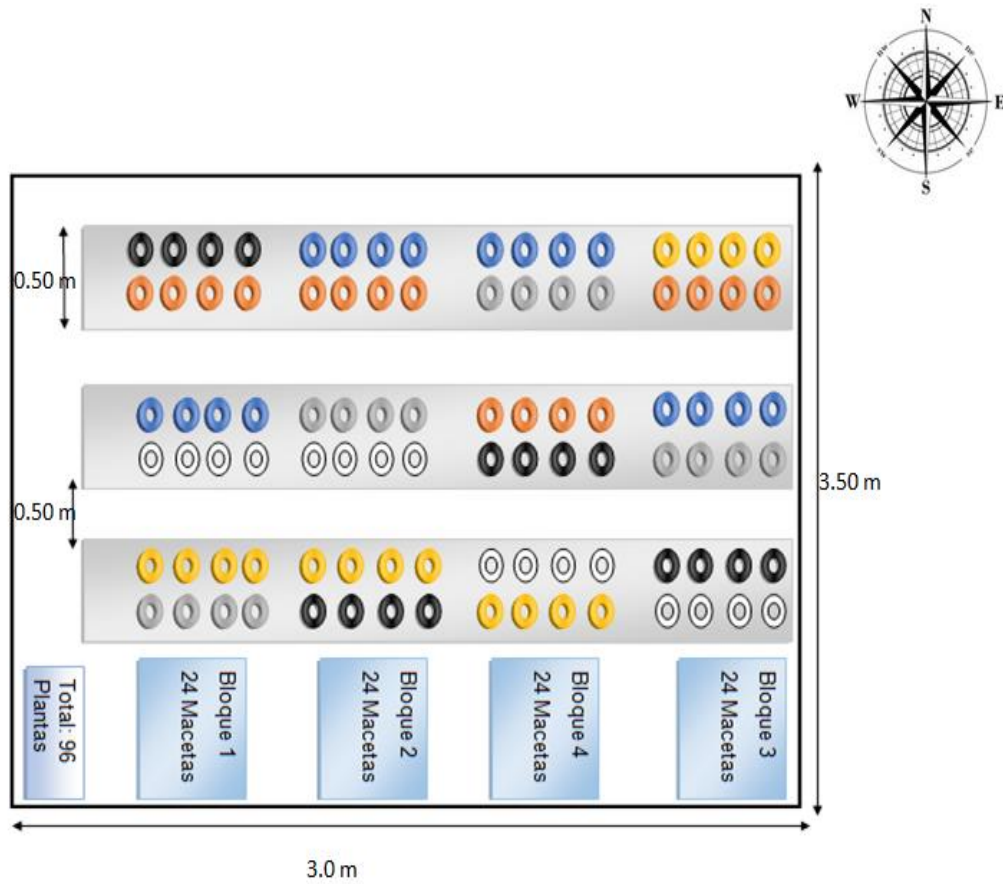 N
W
E
S
0.50 m
0.50 m
3.50 m
Total: 96
Plantas
Bloque 1
24 Macetas
Bloque 2
24 Macetas
Bloque 4
24 Macetas
Bloque 3
24 Macetas
3.0 m